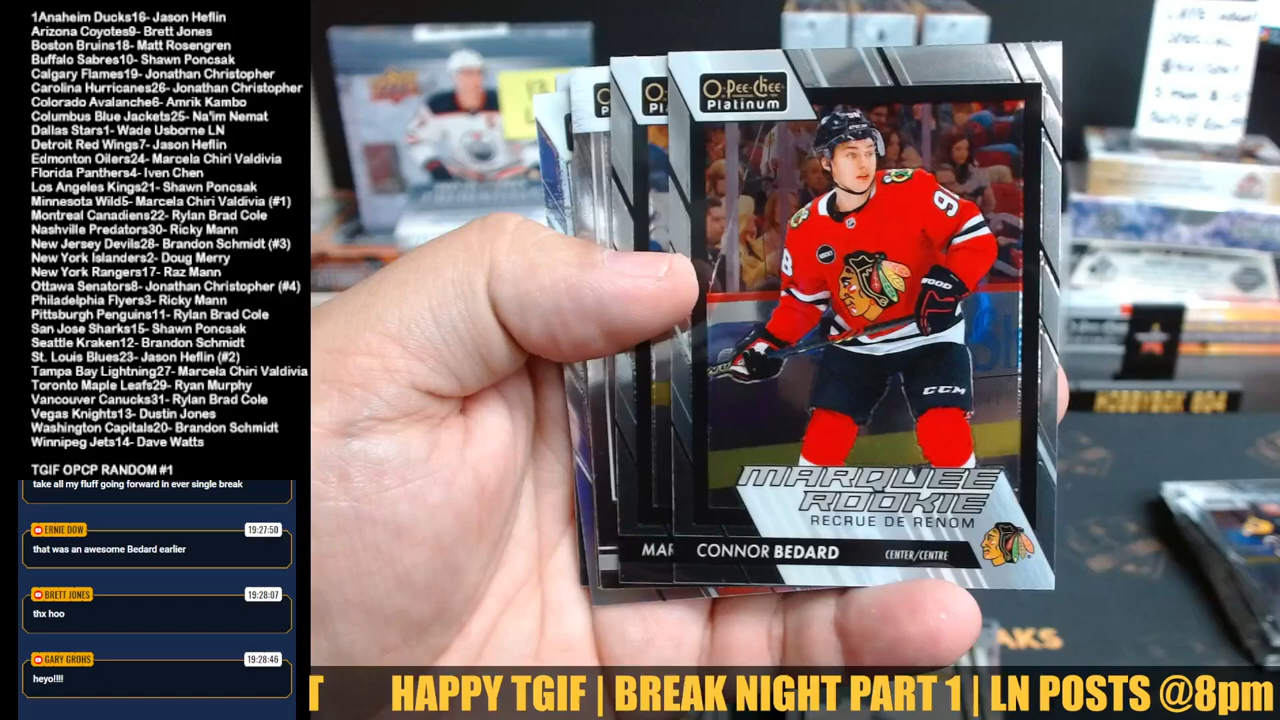 1Anaheim Ducks16- Jason Heflin
Arizona Coyotes9- Brett Jones
Boston Bruins18- Matt Rosengren
Buffalo Sabres10- Shawn Poncsak
Calgary Flames19- Jonathan Christopher
Carolina Hurricanes26- Jonathan Christopher
Colorado Avalanche6- Amrik Kambo
Columbus Blue Jackets25- Na'im Nemat
Dallas Stars1- Wade Usborne LN
Detroit Red Wings7- Jason Heflin
Edmonton Oilers24- Marcela Chiri Valdivia
Florida Panthers4- Iven Chen
Los Angeles Kings21- Shawn Poncsak
Minnesota Wild5- Marcela Chiri Valdivia (#1)
Montreal Canadiens22- Rylan Brad Cole
Nashville Predators30- Ricky Mann
New Jersey Devils28- Brandon Schmidt (#3)
New York Islanders2- Doug Merry
New York Rangers17- Raz Mann
Ottawa Senators8- Jonathan Christopher (#4)
Philadelphia Flyers3- Ricky Mann
Pittsburgh Penguins11- Rylan Brad Cole
San Jose Sharks15- Shawn Poncsak
Seattle Kraken12- Brandon Schmidt
St. Louis Blues23- Jason Heflin (#2)
Tampa Bay Lightning27- Marcela Chiri Valdivia
Toronto Maple Leafs29- Ryan Murphy
Vancouver Canucks31- Rylan Brad Cole
Vegas Knights13- Dustin Jones
Washington Capitals20- Brandon Schmidt
Winnipeg Jets14- Dave Watts
TGIF OPCP RANDOM #1
take all my fluff going forward in ever single break
ERNIE DOW 19:27:50
that was an awesome Bedard earlier
BRETT JONES 19:28:07
thx hoo
GARY GROHS 19:28:46
heyo!!!!
O-Pee-Chee
Platinum
98
CCM
MARQUEE
ROOKIE
RECRUE DE RENOM
MAR
CONNOR BEDARD CENTER/CENTRE
HOBBYBOX 604
AKS
T HAPPY TGIF | BREAK NIGHT PART 1 | LN POSTS @8pm